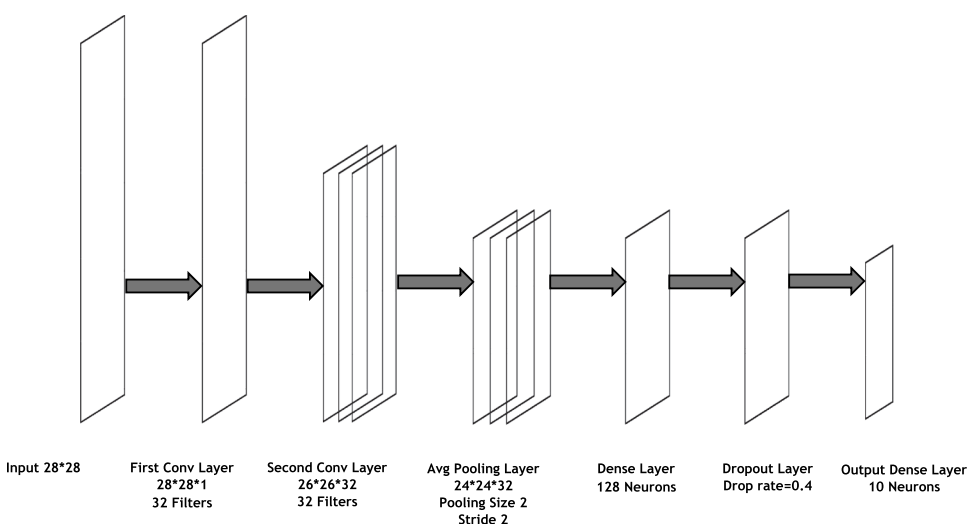 Input 28*28
First Conv Layer
28*28*1
32 Filters
Second Conv Layer
26*26*32
32 Filters
Avg Pooling Layer
24*24*32
Pooling Size 2
Stride 2
Dense Layer
128 Neurons
Dropout Layer
Drop rate=0.4
Output Dense Layer
10 Neurons